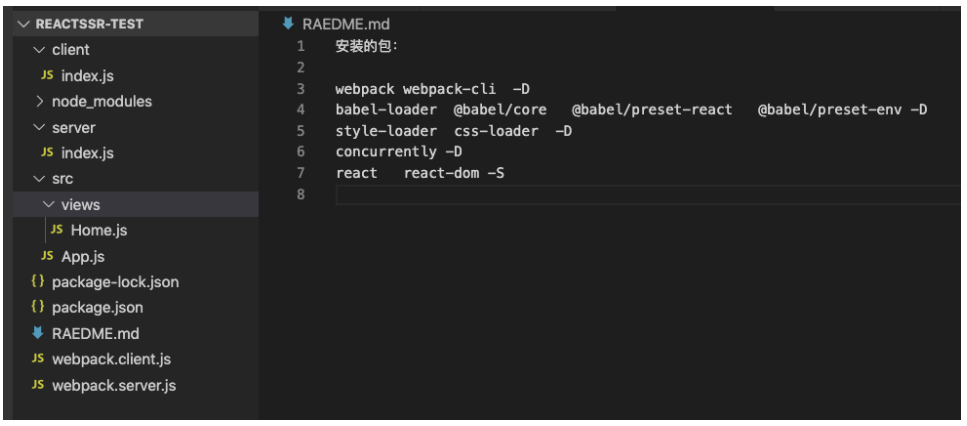 REACTSSR-TEST
client
JS index.js
node_modules
server
JS index.js
src
views
JS Home.js
JS App.js
{} package-lock.json
{} package.json
RAEDME.md
JS webpack.client.js
JS webpack.server.js
RAEDME.md
1 安装的包：
2
3 webpack webpack-cli -D
4 babel-loader @babel/core @babel/preset-react @babel/preset-env -D
5 style-loader css-loader -D
6 concurrently -D
7 react react-dom -S
8